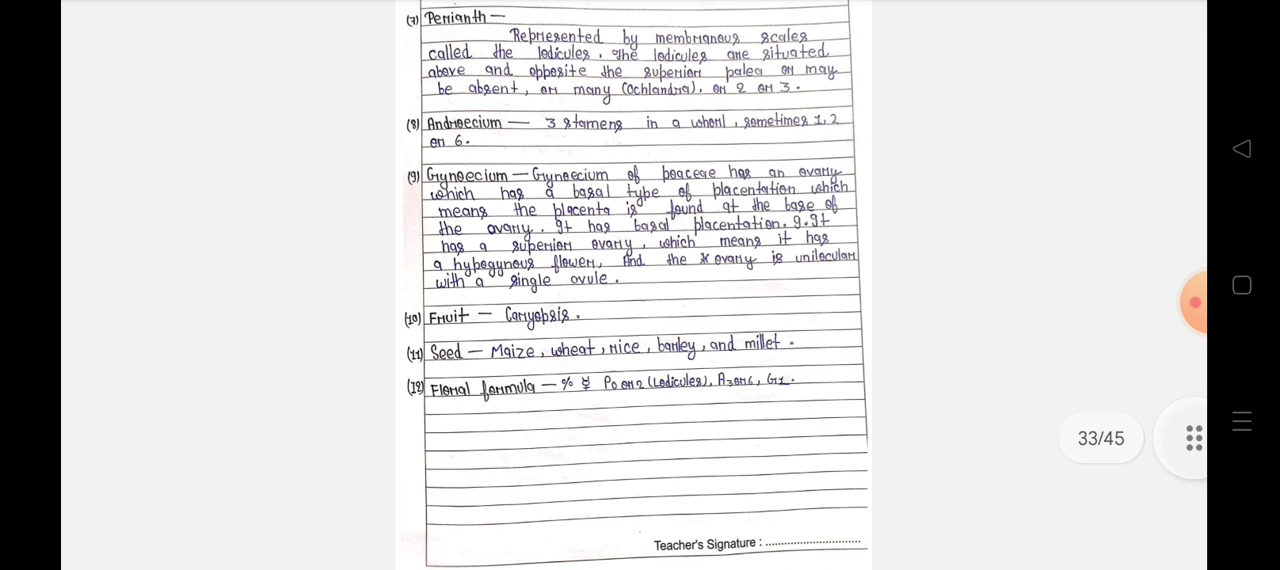 (7) Perianth —
Represented by membranous scales
called the lodicules. The lodicules are situated
above and opposite the superior palea or may
be absent, or many (Ochlandra), or 2 or 3.
(8) Androecium — 3 stamens in a whorl, sometimes 1, 2
or 6.
(9) Gynoecium — Gynoecium of poaceae has an ovary
which has a basal type of placentation which
means the placenta is found at the base of
the ovary. It has basal placentation. 9. It
has a superior ovary, which means it has
a hypogynous flower, And the ovary is unilocular
with a single ovule.
(10) Fruit — Caryopsis.
(11) Seed — Maize, wheat, rice, barley, and millet.
(12) Floral formula — % ☿ P0 or 2 (Lodicules), A3 or 6, G1.
33/45
Teacher's Signature : ..............................